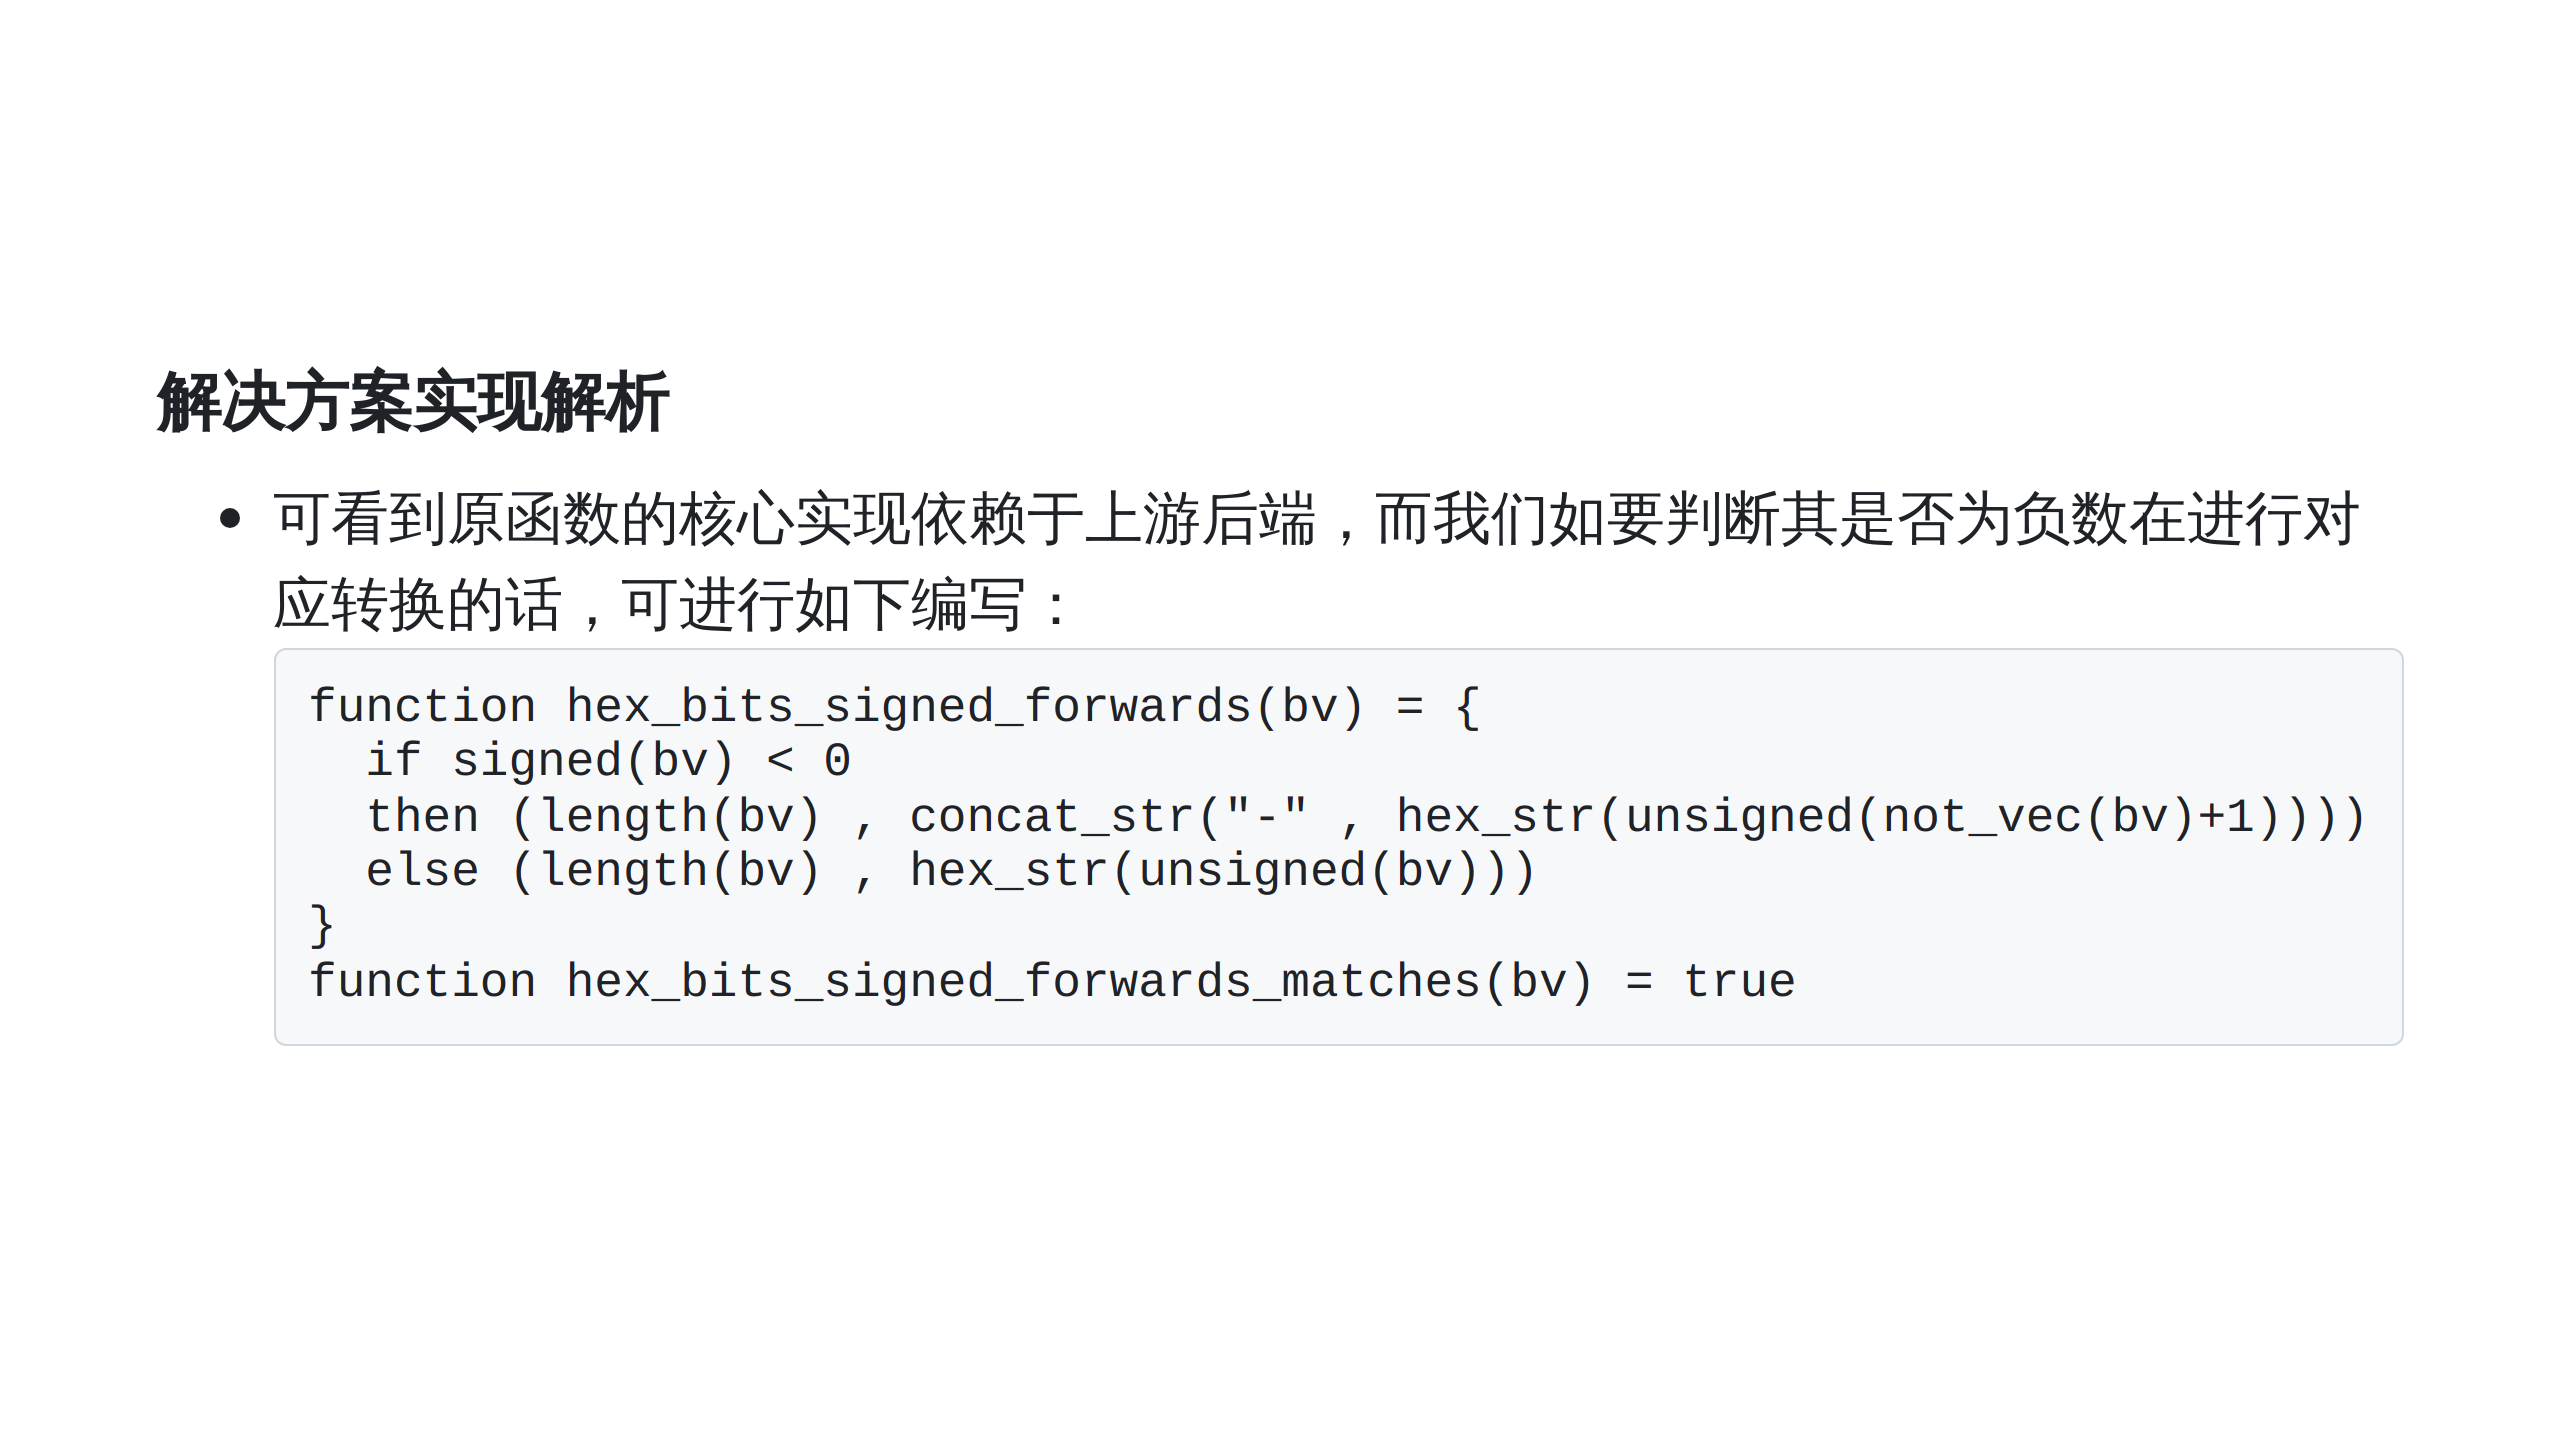 解决方案实现解析
可看到原函数的核心实现依赖于上游后端，而我们如要判断其是否为负数在进行对
应转换的话，可进行如下编写：
function hex_bits_signed_forwards(bv) = {
  if signed(bv) < 0
  then (length(bv) , concat_str("-" , hex_str(unsigned(not_vec(bv)+1))))
  else (length(bv) , hex_str(unsigned(bv)))
}
function hex_bits_signed_forwards_matches(bv) = true